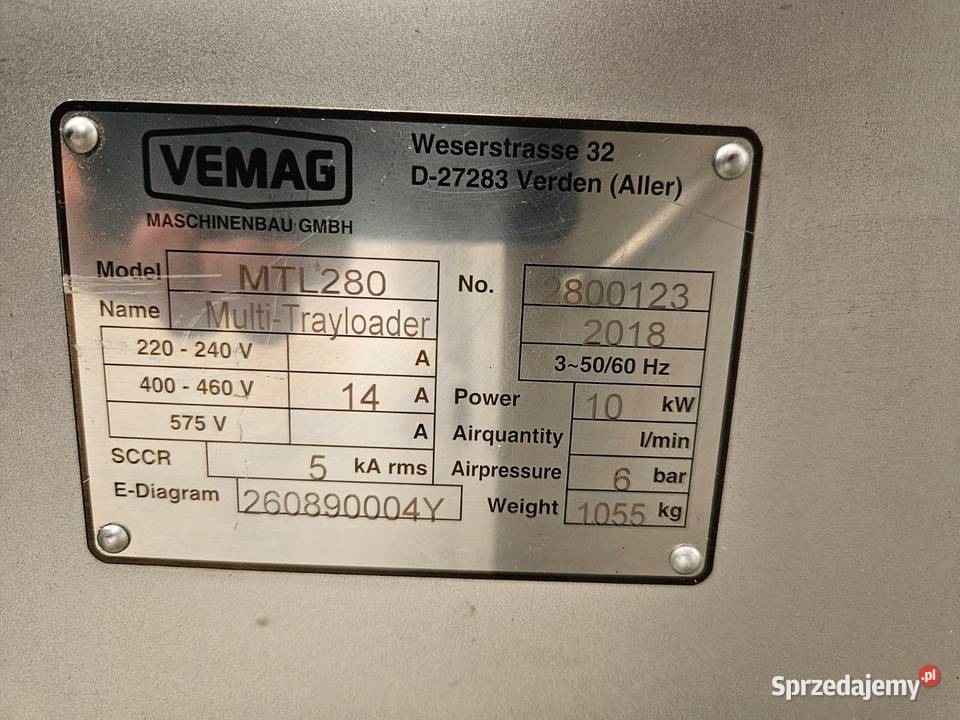 VEMAG
MASCHINENBAU GMBH
Weserstrasse 32
D-27283 Verden (Aller)
Model MTL280
Name Multi-Trayloader
220 - 240 V A
400 - 460 V 14 A
575 V A
SCCR 5 kA rms
E-Diagram 260890004Y
No. 2800123
2018
3~50/60 Hz
Power 10 kW
Airquantity l/min
Airpressure 6 bar
Weight 1055 kg
Sprzedajemy.pl